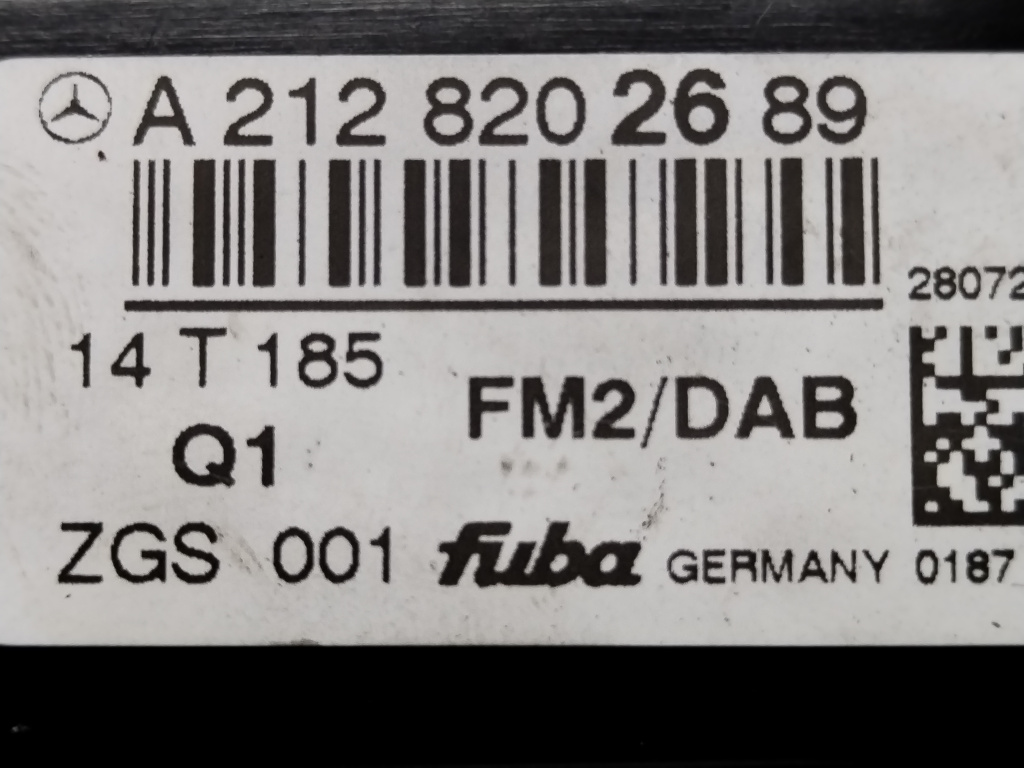 A 212 820 26 89
28072
14 T 185
FM2/DAB
Q1
ZGS 001 fuba GERMANY 0187